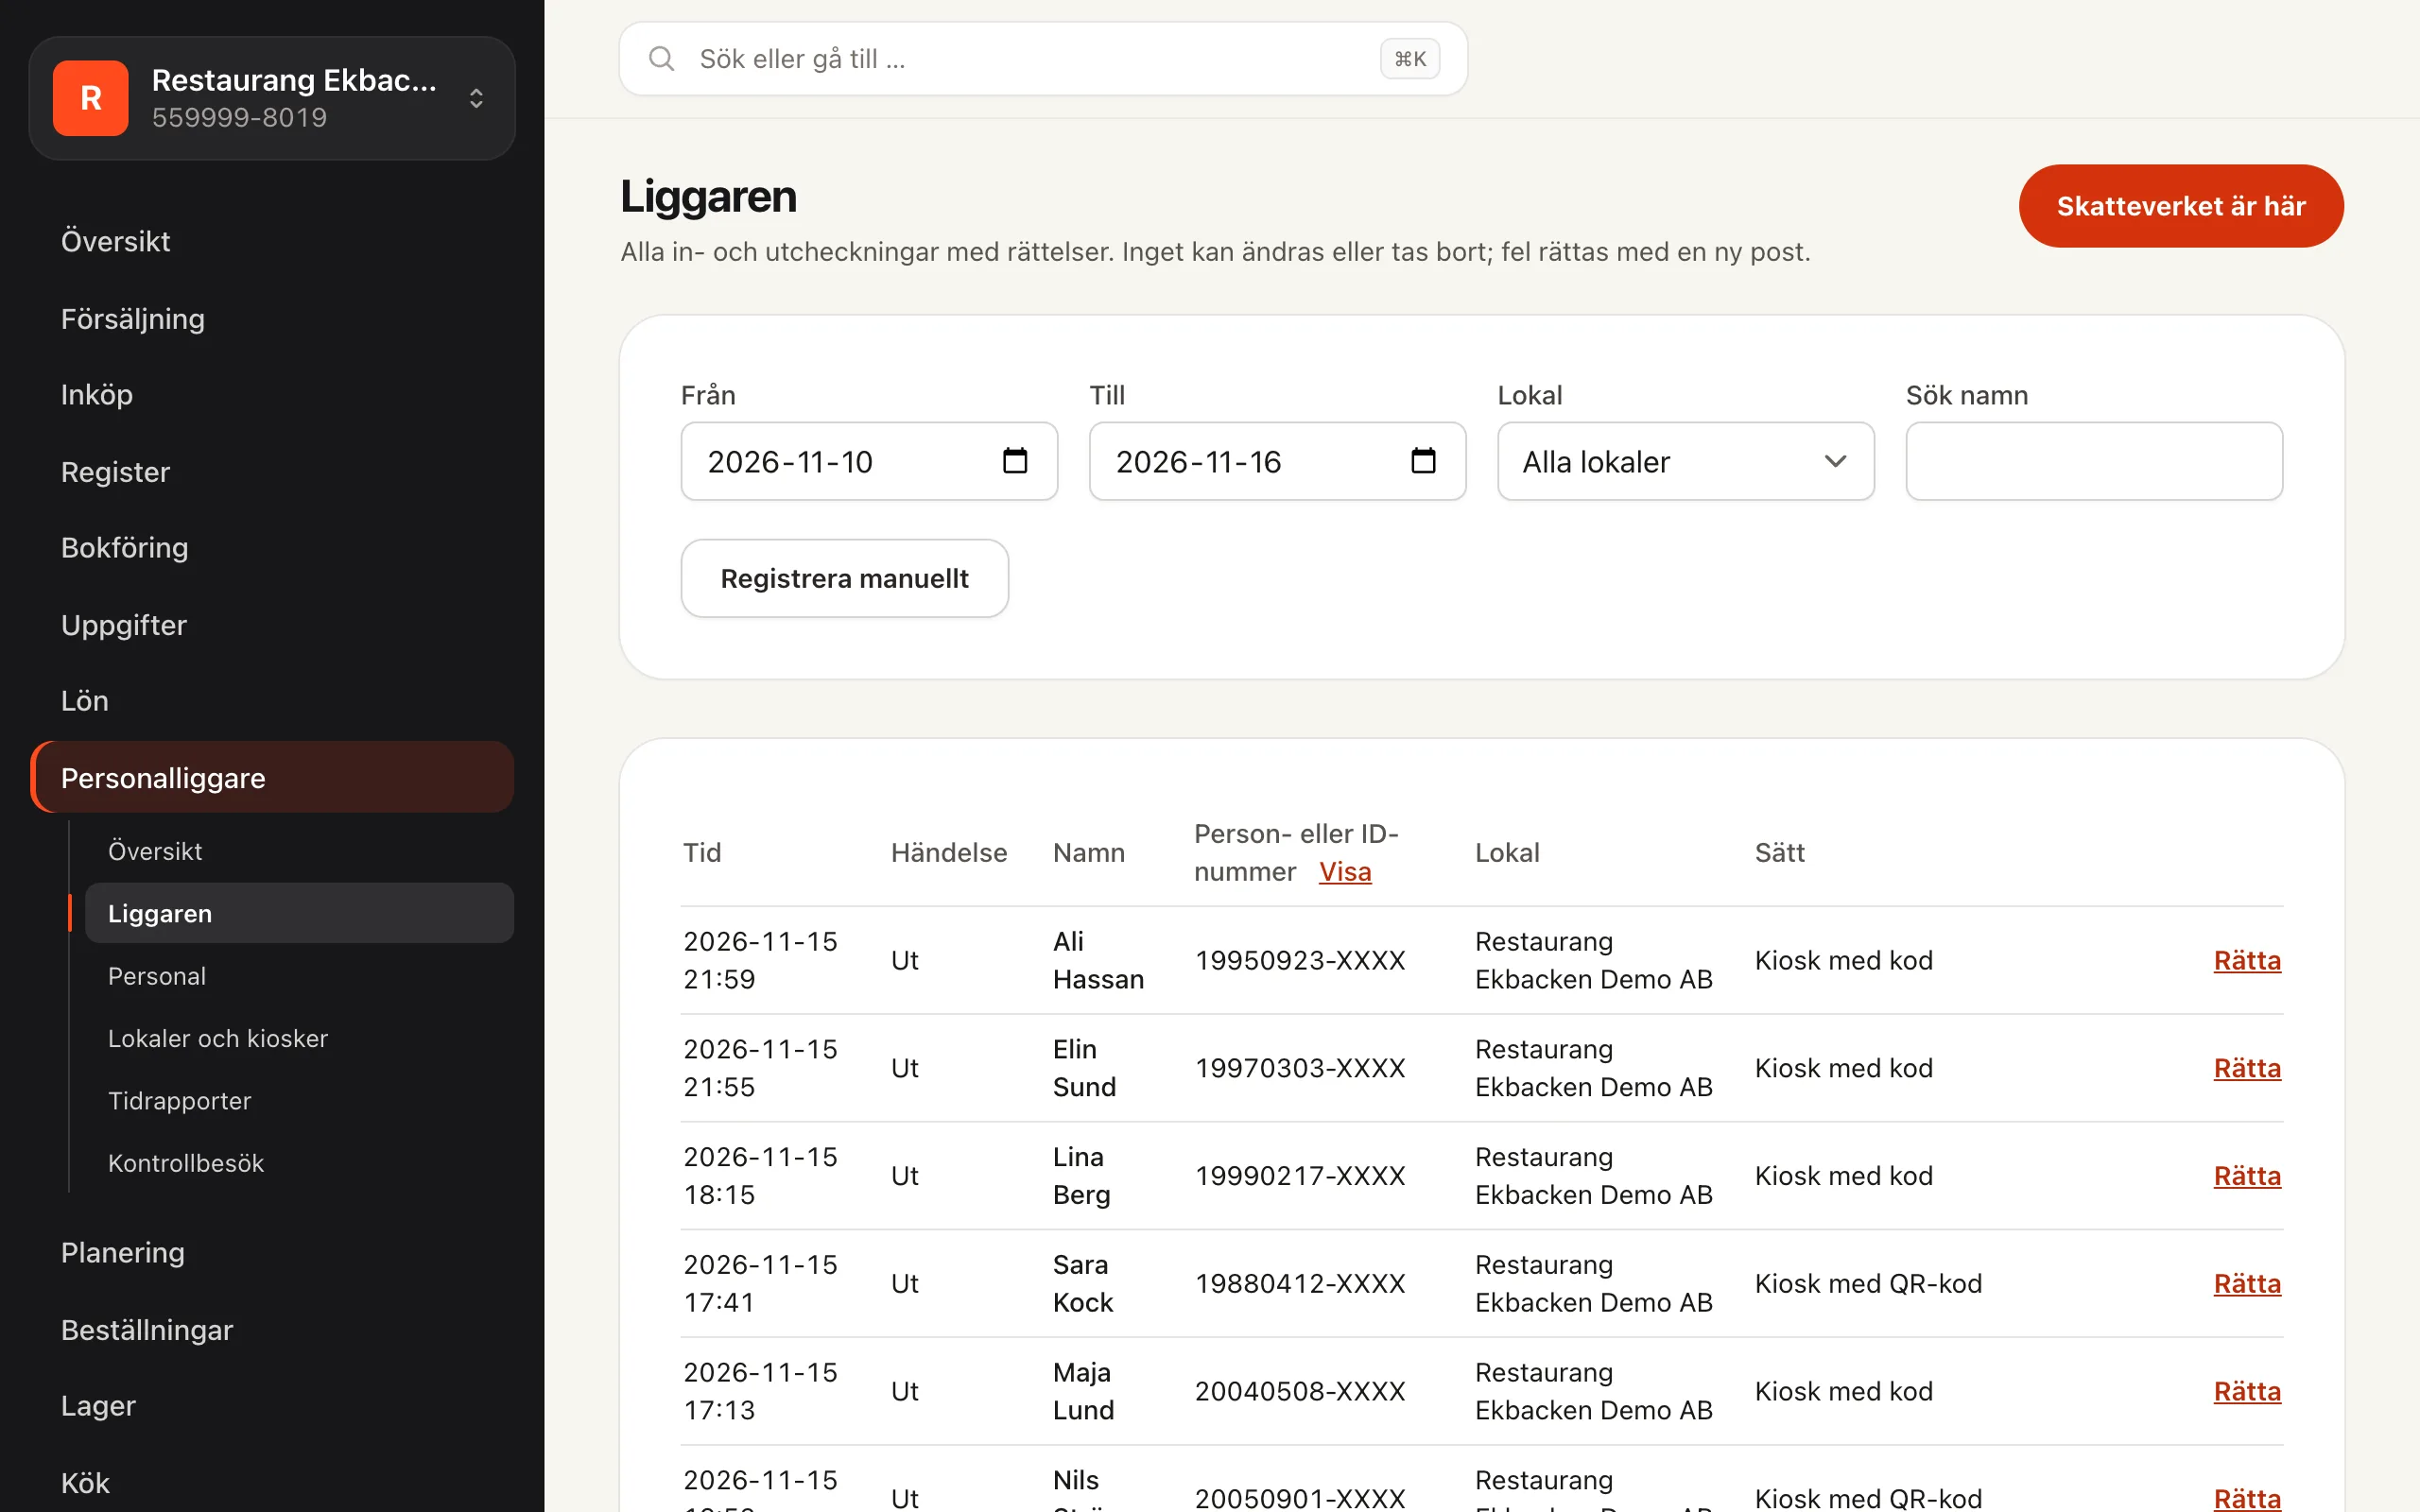 R
Restaurang Ekbac...
559999-8019
Översikt
Försäljning
Inköp
Register
Bokföring
Uppgifter
Lön
Personalliggare
Översikt
Liggaren
Personal
Lokaler och kiosker
Tidrapporter
Kontrollbesök
Planering
Beställningar
Lager
Kök
Sök eller gå till ...
⌘K
Liggaren
Alla in- och utcheckningar med rättelser. Inget kan ändras eller tas bort; fel rättas med en ny post.
Skatteverket är här
Från
Till
Lokal
Sök namn
2026-11-10
2026-11-16
Alla lokaler
Registrera manuellt
Tid
Händelse
Namn
Person- eller ID-
nummer Visa
Lokal
Sätt
2026-11-15
21:59
Ut
Ali
Hassan
19950923-XXXX
Restaurang
Ekbacken Demo AB
Kiosk med kod
Rätta
2026-11-15
21:55
Ut
Elin
Sund
19970303-XXXX
Restaurang
Ekbacken Demo AB
Kiosk med kod
Rätta
2026-11-15
18:15
Ut
Lina
Berg
19990217-XXXX
Restaurang
Ekbacken Demo AB
Kiosk med kod
Rätta
2026-11-15
17:41
Ut
Sara
Kock
19880412-XXXX
Restaurang
Ekbacken Demo AB
Kiosk med QR-kod
Rätta
2026-11-15
17:13
Ut
Maja
Lund
20040508-XXXX
Restaurang
Ekbacken Demo AB
Kiosk med kod
Rätta
2026-11-15
Ut
Nils
20050901-XXXX
Restaurang
Kiosk med QR-kod
Rätta